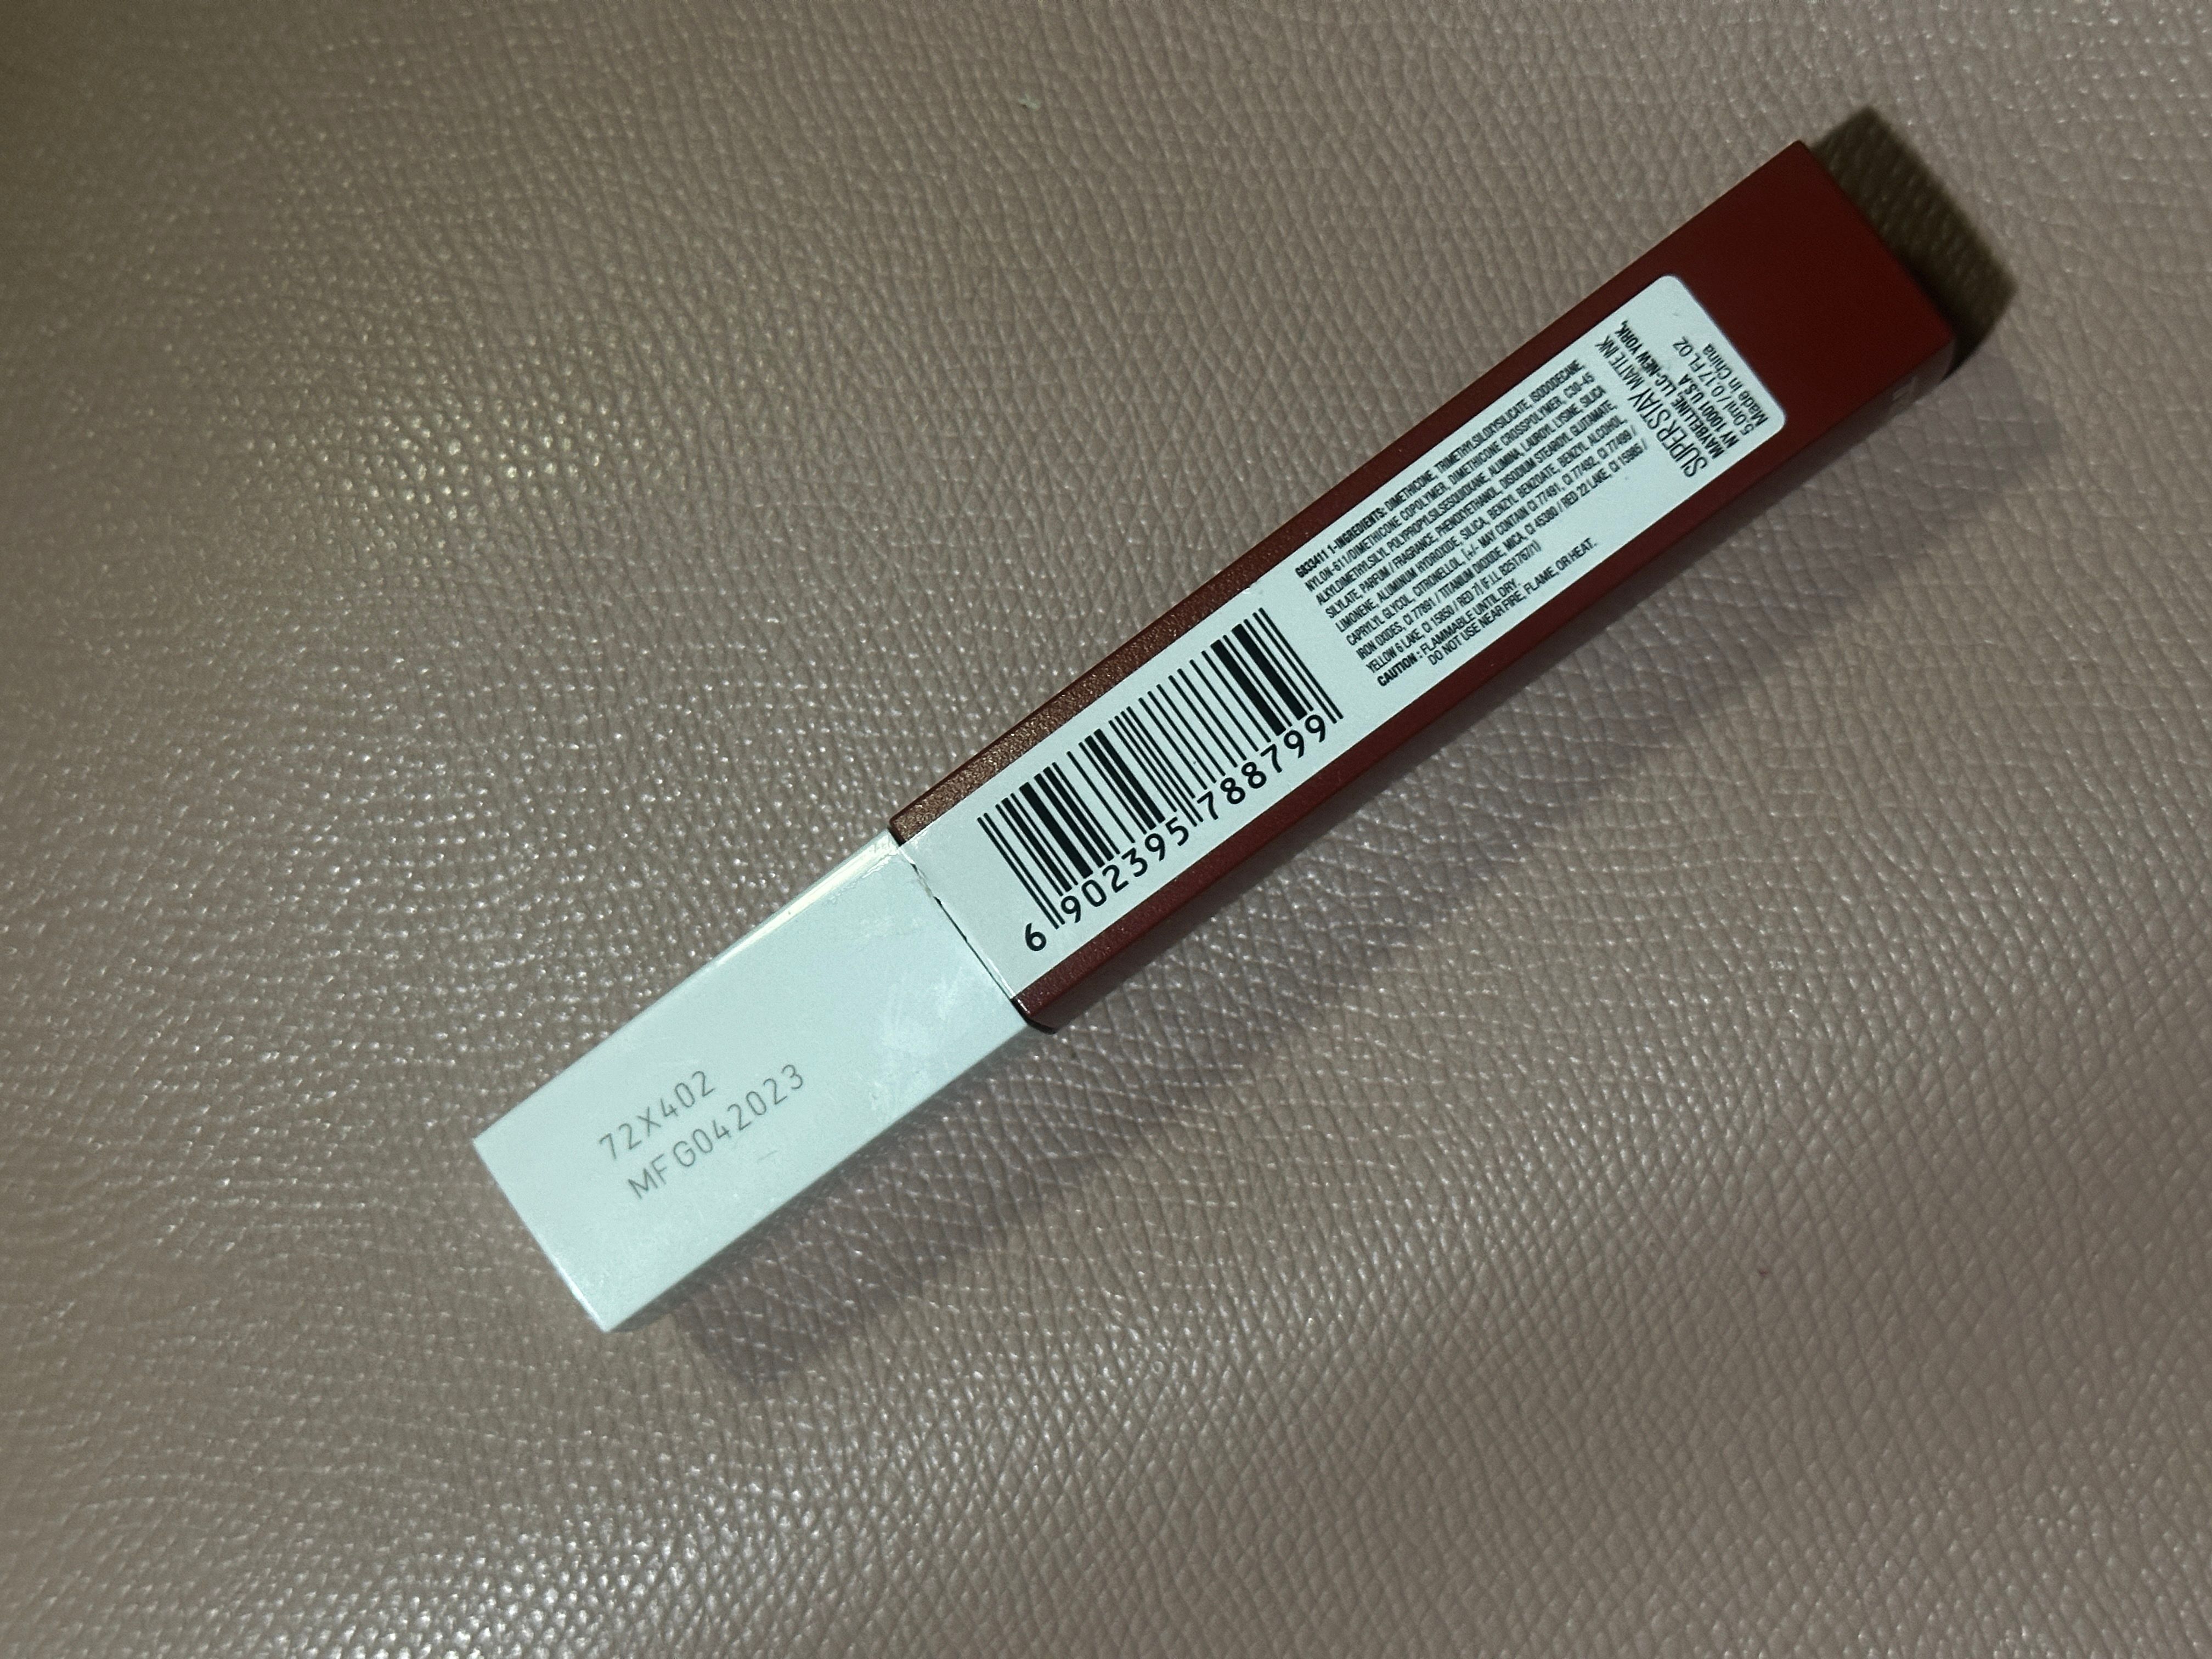 72X402
MFG042023
6 902395 788799
G833411 1-INGREDIENTS: DIMETHICONE, TRIMETHYLSILOXYSILICATE, ISODODECANE,
NYLON-611/DIMETHICONE COPOLYMER, DIMETHICONE CROSSPOLYMER, C30-45
ALKYLDIMETHYLSILYL POLYPROPYLSILSESQUIOXANE, ALUMINA, LAUROYL LYSINE, SILICA
SILYLATE, PARFUM / FRAGRANCE, PHENOXYETHANOL, DISODIUM STEAROYL GLUTAMATE,
LIMONENE, ALUMINUM HYDROXIDE, SILICA, BENZYL BENZOATE, BENZYL ALCOHOL,
CAPRYLYL GLYCOL, CITRONELLOL, [+/- MAY CONTAIN CI 77491, CI 77492, CI 77499 /
IRON OXIDES, CI 77891 / TITANIUM DIOXIDE, MICA, CI 45380 / RED 22 LAKE, CI 15985 /
YELLOW 6 LAKE, CI 15850 / RED 7] (F.I.L. B251767/1)
CAUTION : FLAMMABLE UNTIL DRY.
DO NOT USE NEAR FIRE, FLAME, OR HEAT.
SUPER STAY MATTE INK
MAYBELLINE LLC-NEW YORK,
NY 10001 U.S.A
5.0ml / 0.17 FL OZ
Made in China